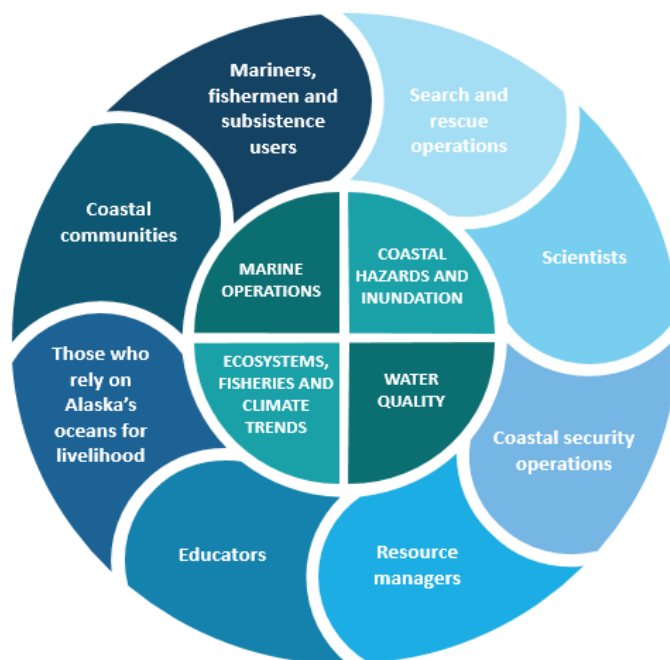 Mariners,
fishermen and
subsistence
users
Search and
rescue
operations
Scientists
Coastal security
operations
Resource
managers
Educators
Those who
rely on
Alaska's
oceans for
livelihood
Coastal
communities
MARINE
OPERATIONS
COASTAL
HAZARDS AND
INUNDATION
ECOSYSTEMS,
FISHERIES AND
CLIMATE
TRENDS
WATER
QUALITY